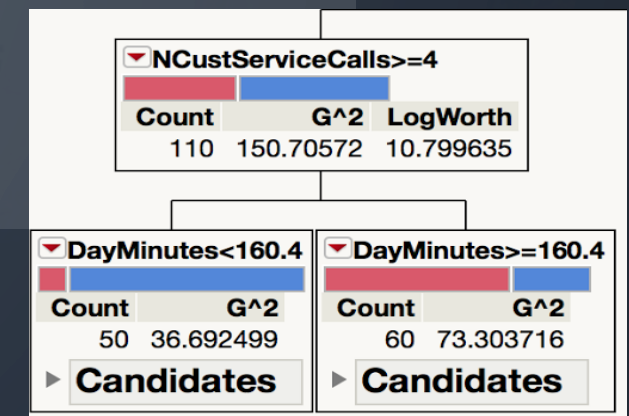 NCustServiceCalls>=4
Count G^2 LogWorth
110 150.70572 10.799635
DayMinutes<160.4
Count G^2
50 36.692499
Candidates
DayMinutes>=160.4
Count G^2
60 73.303716
Candidates